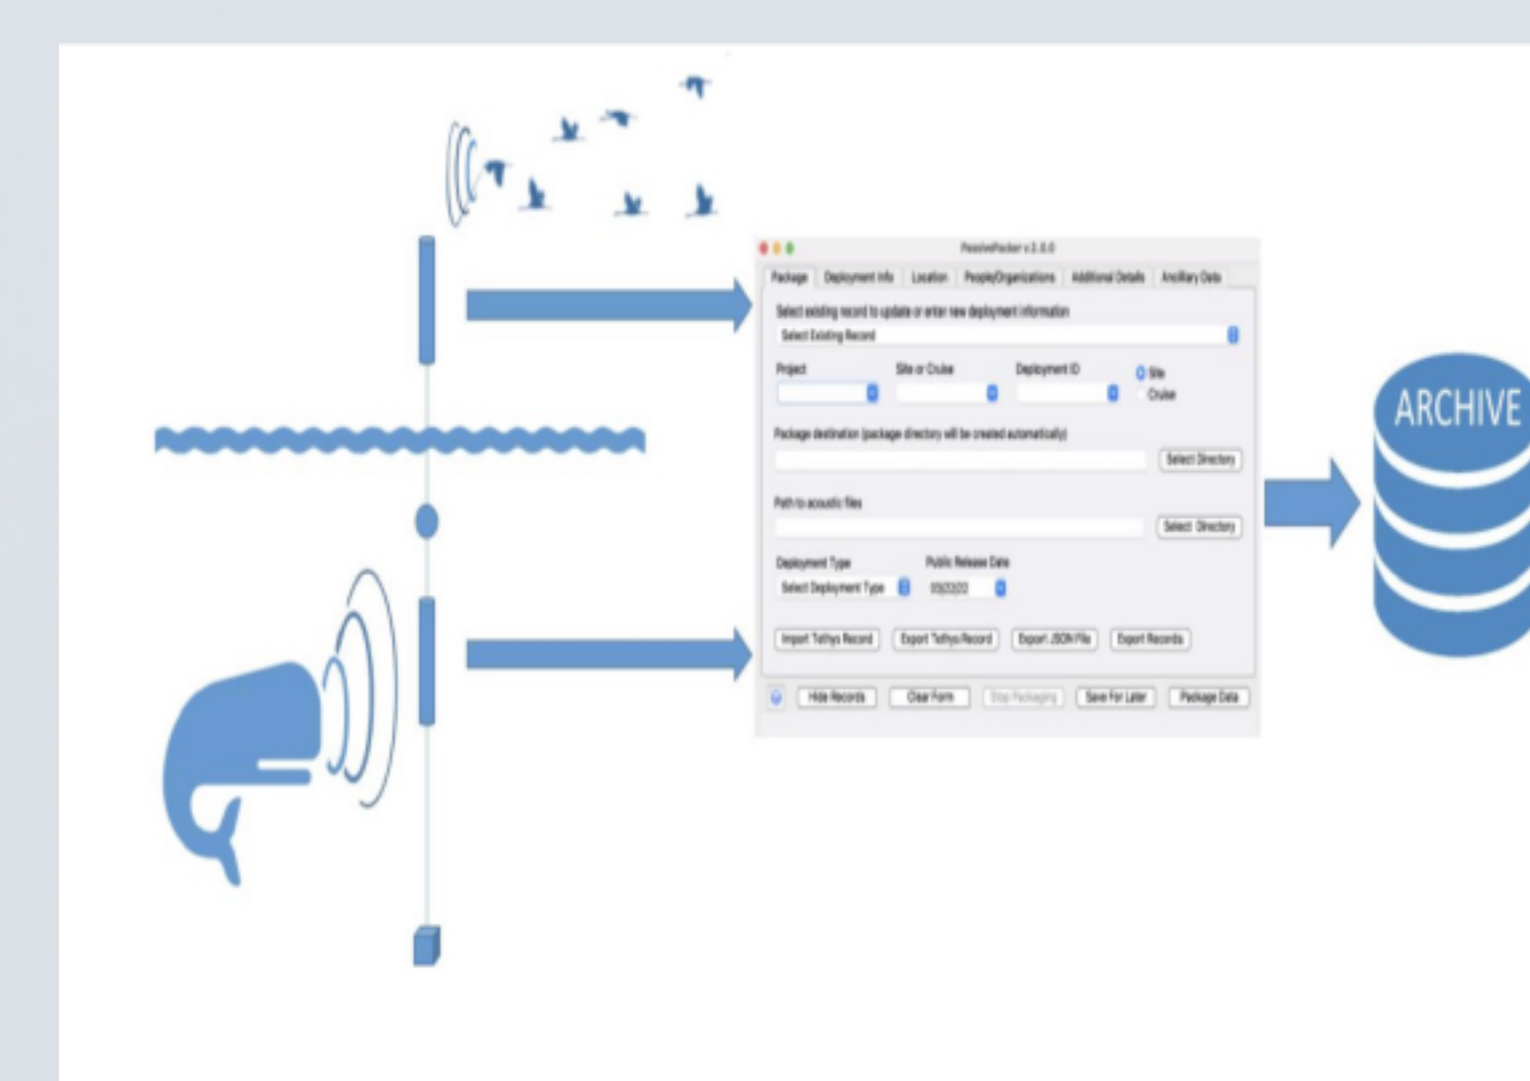 PassivePacker v.3.0.0
Package Deployment Info Location People/Organizations Additional Details Ancillary Data
Select existing record to update or enter new deployment information
Select Existing Record
Project Site or Cruise Deployment ID Site
Cruise
Package destination (package directory will be created automatically)
Select Directory
Path to acoustic files
Select Directory
Deployment Type Public Release Date
Select Deployment Type
Import Tethys Record Export Tethys Record Export JSON File Export Records
Hide Records Clear Form Stop Packaging Save For Later Package Data
ARCHIVE